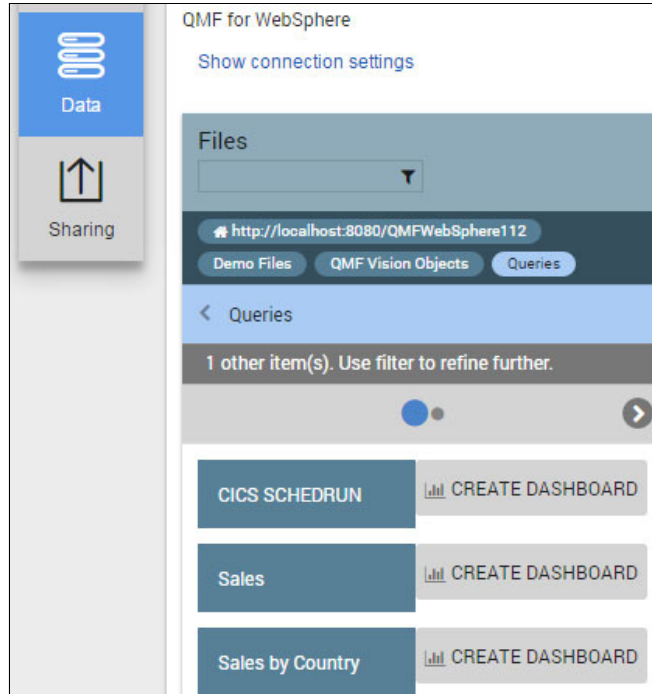 QMF for WebSphere
Show connection settings
Data
Sharing
Files
http://localhost:8080/QMFWebSphere112
Demo Files QMF Vision Objects Queries
Queries
1 other item(s). Use filter to refine further.
CICS SCHEDRUN CREATE DASHBOARD
Sales CREATE DASHBOARD
Sales by Country CREATE DASHBOARD